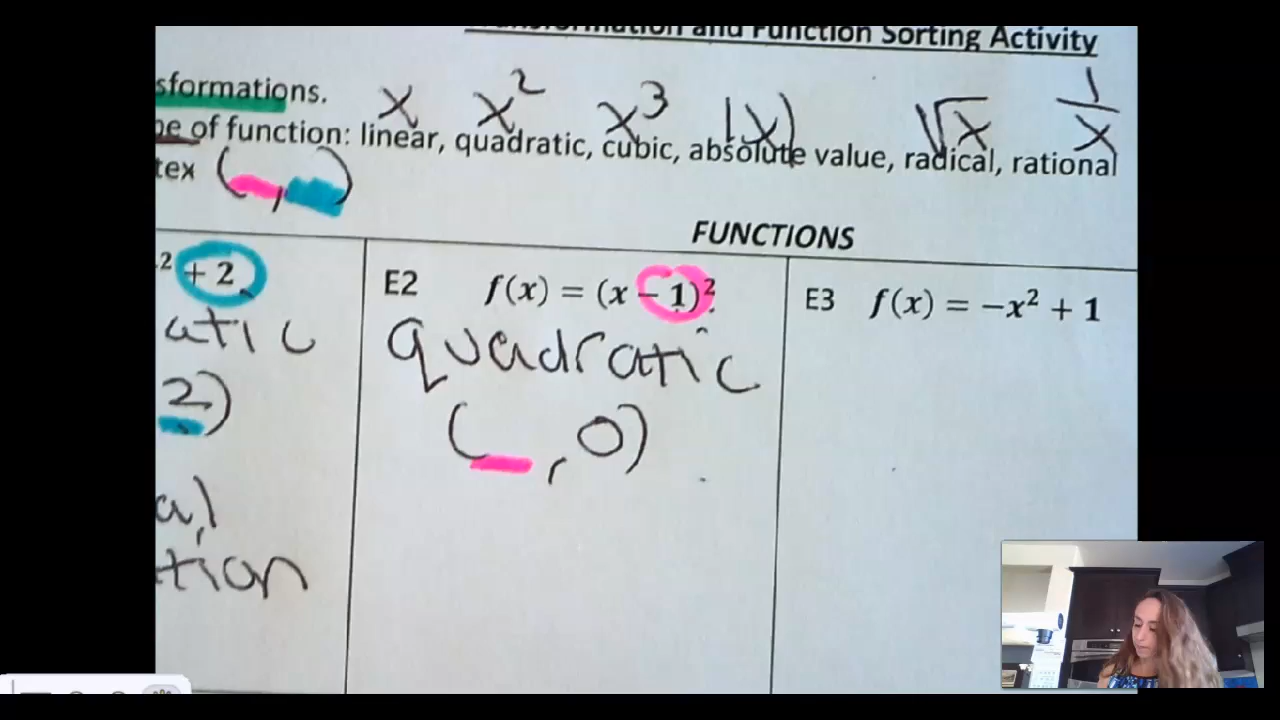 Transformation and Function Sorting Activity
sformations.
x x² x³ |x| √x 1/x
pe of function: linear, quadratic, cubic, absolute value, radical, rational
tex ( , )
FUNCTIONS
² + 2
atic
2)
al,
tion
E2 f(x) = (x − 1)²
quadratic
( , 0)
E3 f(x) = −x² + 1